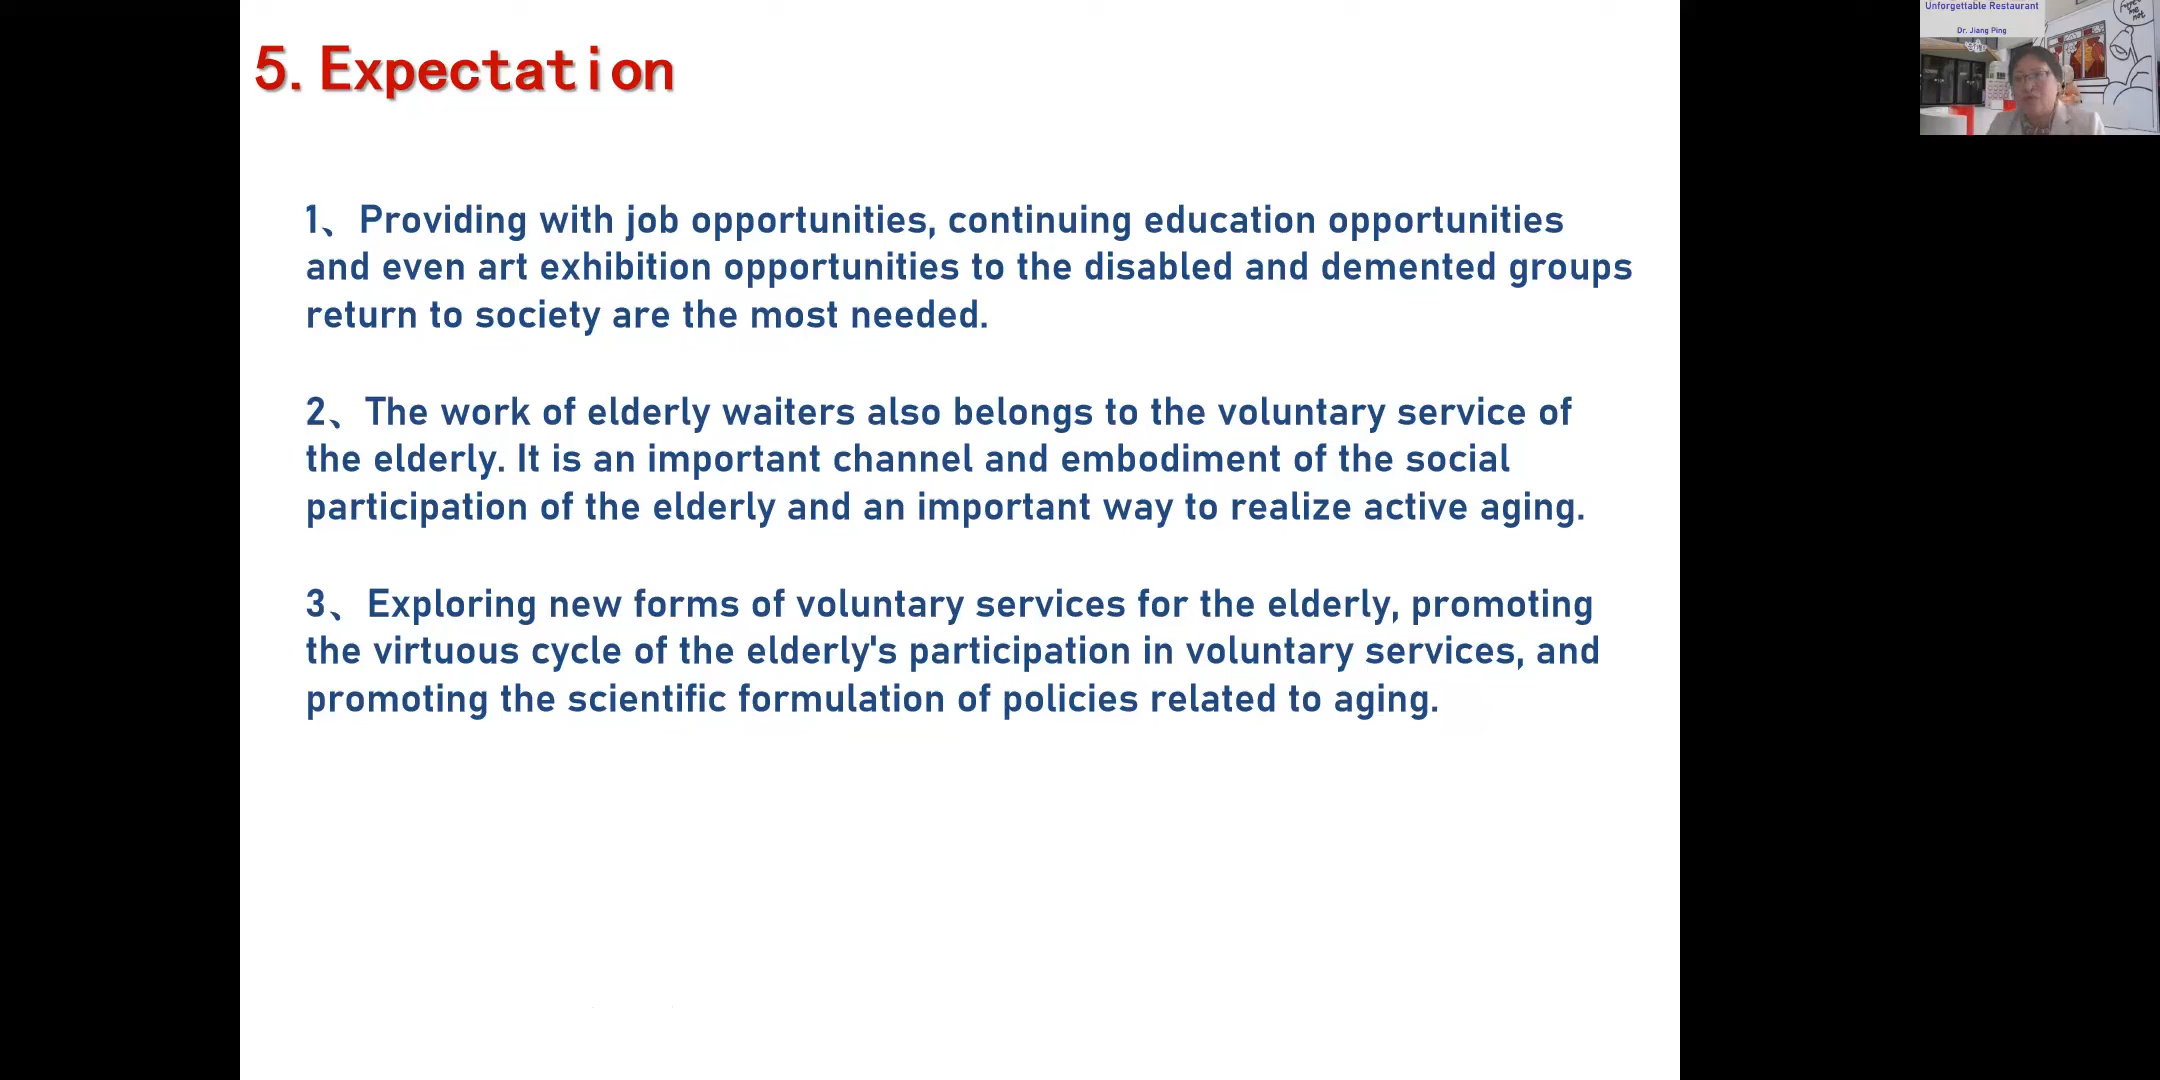 5. Expectation
1、Providing with job opportunities, continuing education opportunities
and even art exhibition opportunities to the disabled and demented groups
return to society are the most needed.
2、The work of elderly waiters also belongs to the voluntary service of
the elderly. It is an important channel and embodiment of the social
participation of the elderly and an important way to realize active aging.
3、Exploring new forms of voluntary services for the elderly, promoting
the virtuous cycle of the elderly's participation in voluntary services, and
promoting the scientific formulation of policies related to aging.
Unforgettable Restaurant
Dr. Jiang Ping
forget
me
not